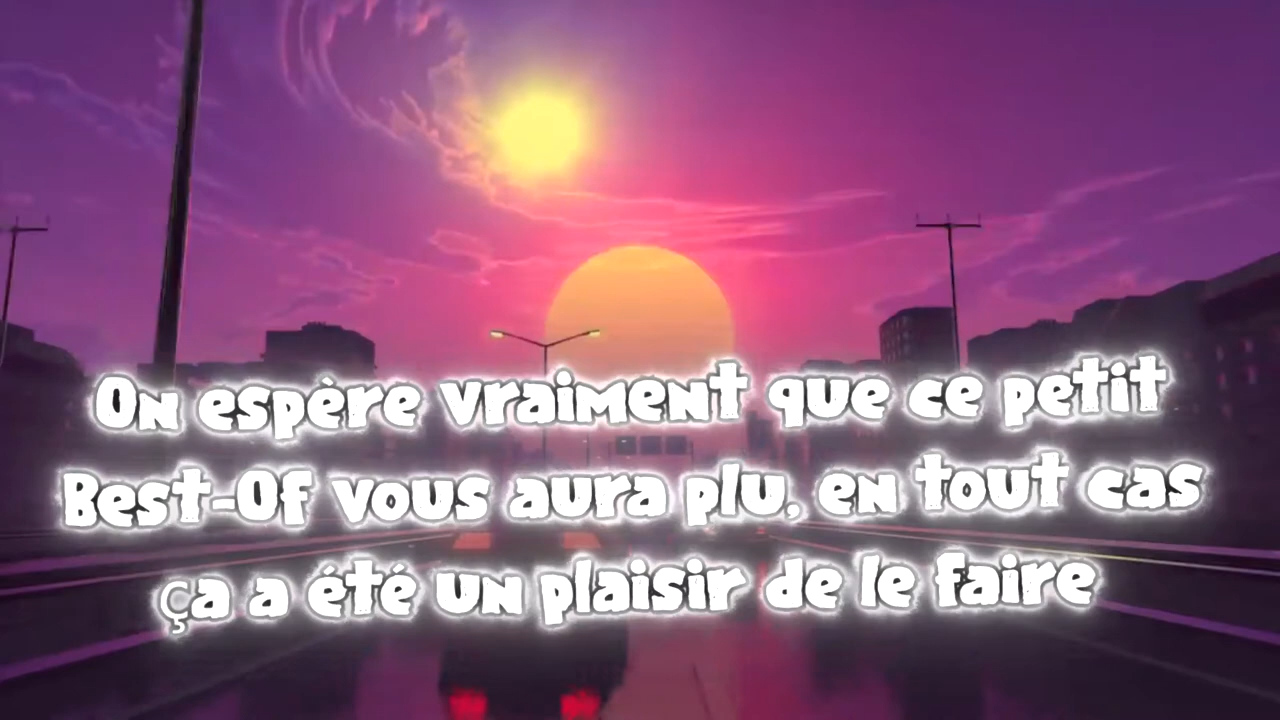 On espère vraiment que ce petit
Best-Of vous aura plu, en tout cas
ça a été un plaisir de le faire